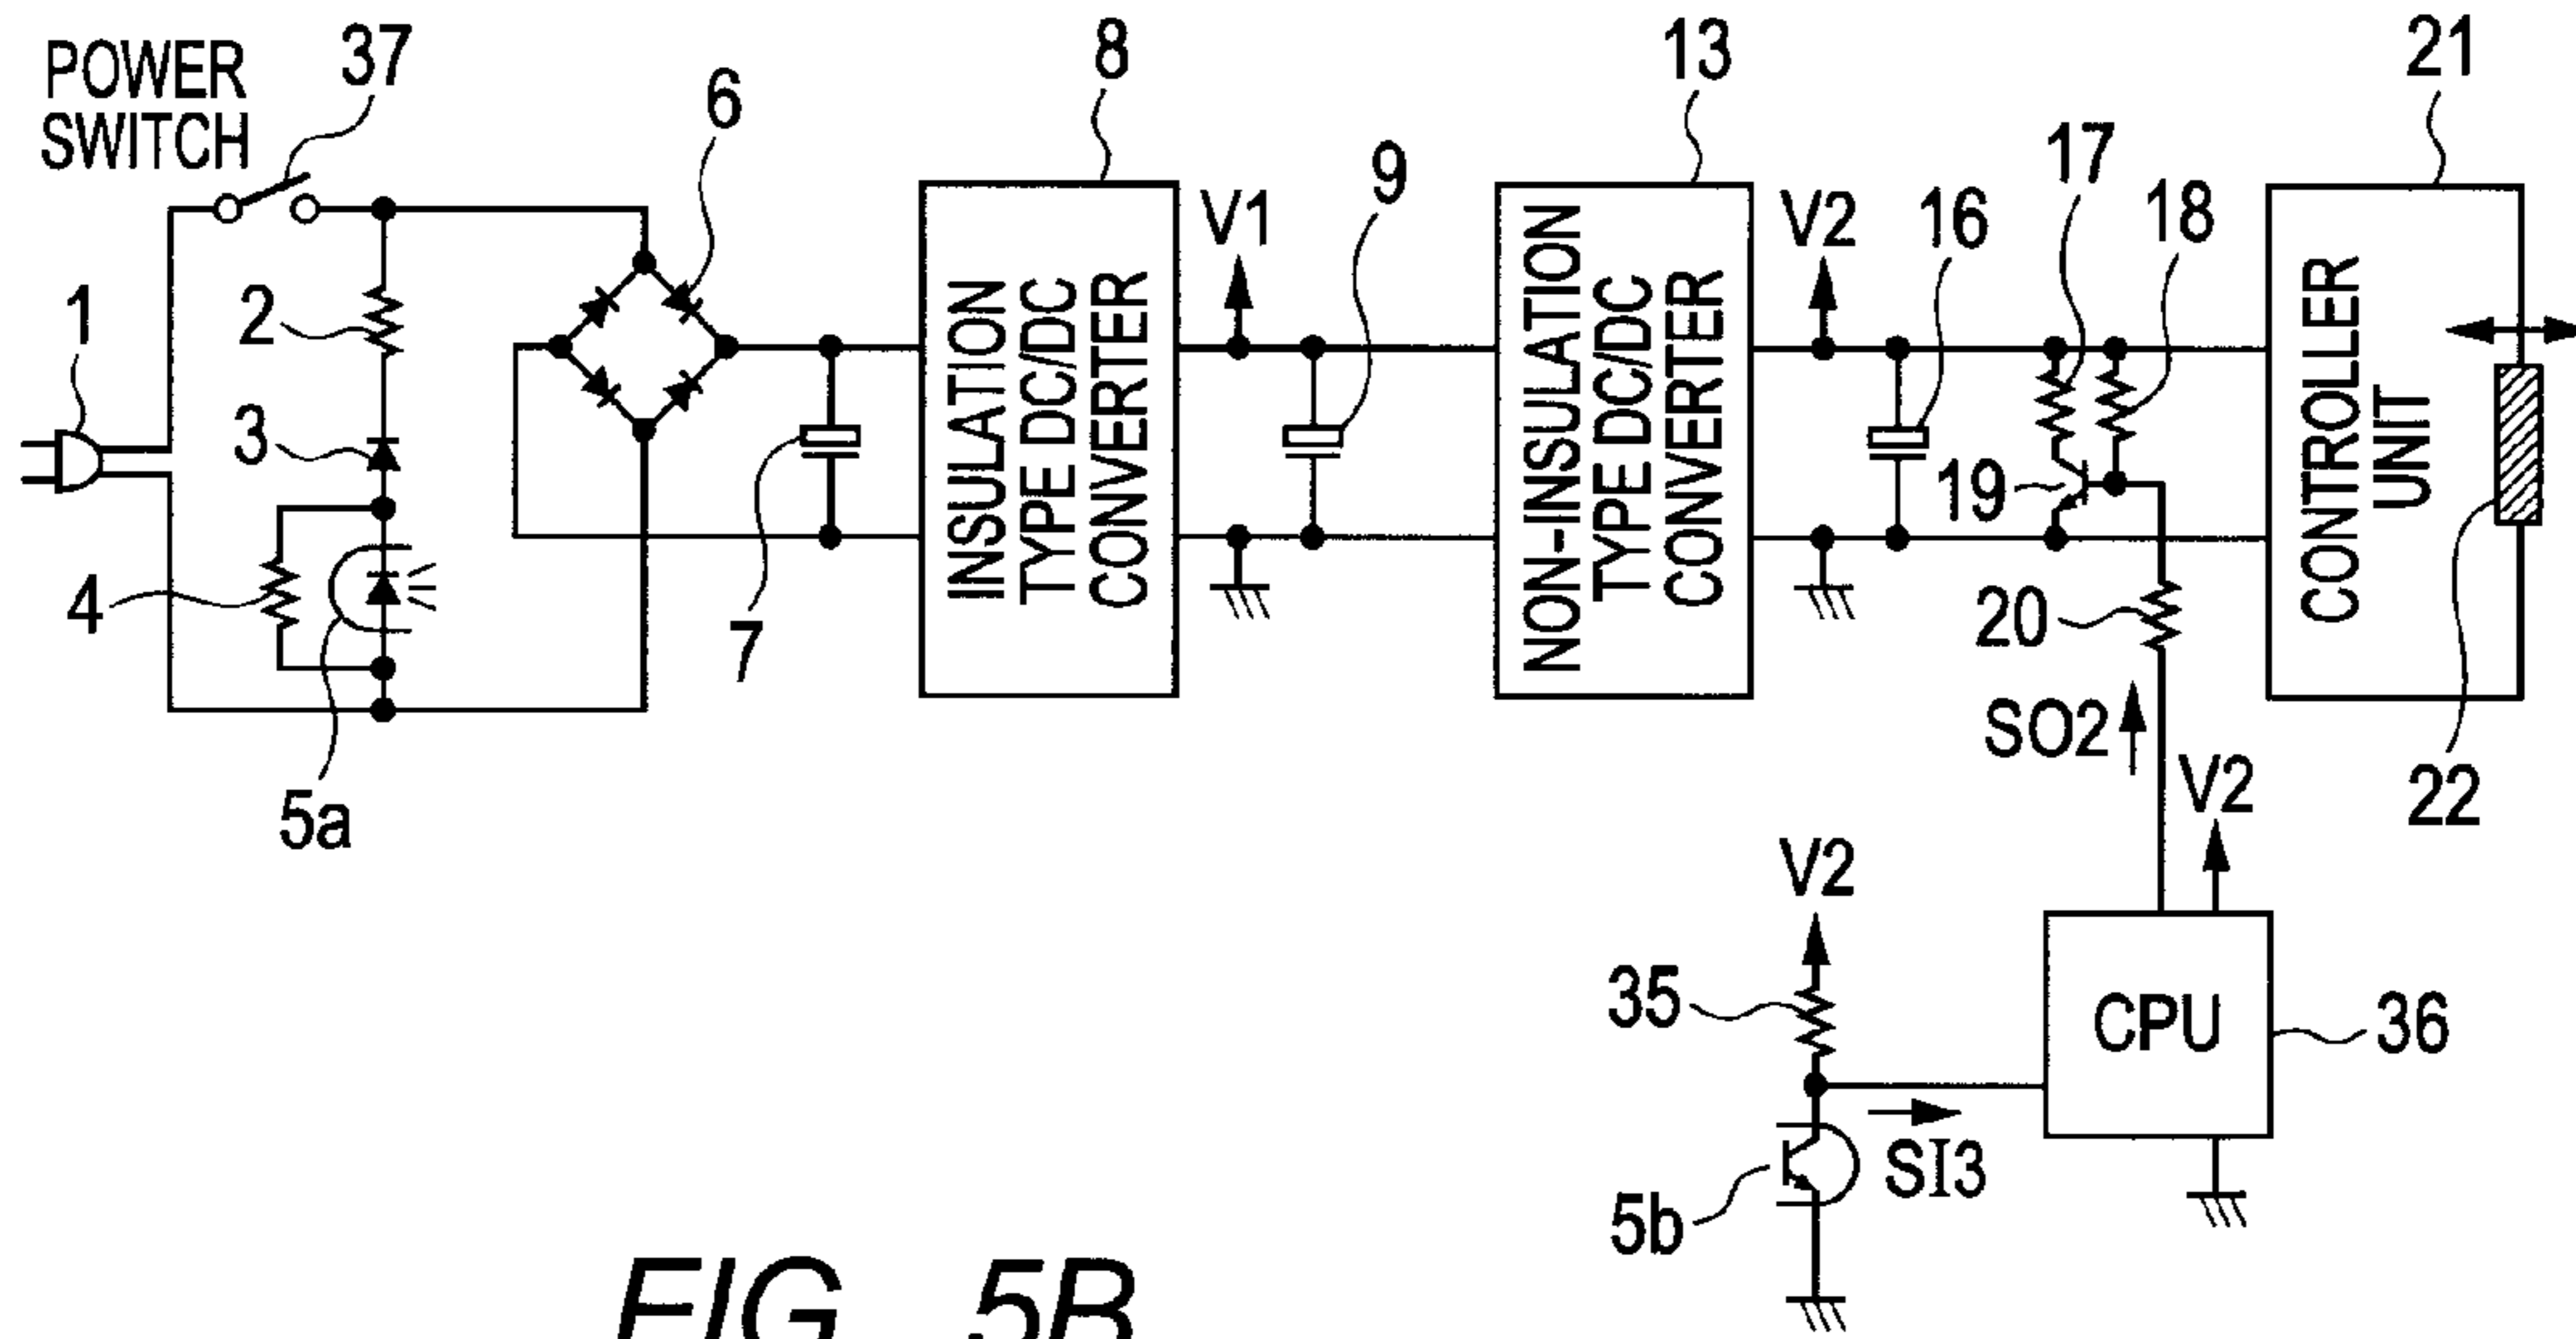 POWER
SWITCH
37
1
2
3
4
5a
6
7
8
INSULATION
TYPE DC/DC
CONVERTER
V1
9
13
NON-INSULATION
TYPE DC/DC
CONVERTER
V2
16
17
18
19
20
SO2
21
CONTROLLER
UNIT
22
V2
V2
35
CPU
36
SI3
5b
FIG. 5B